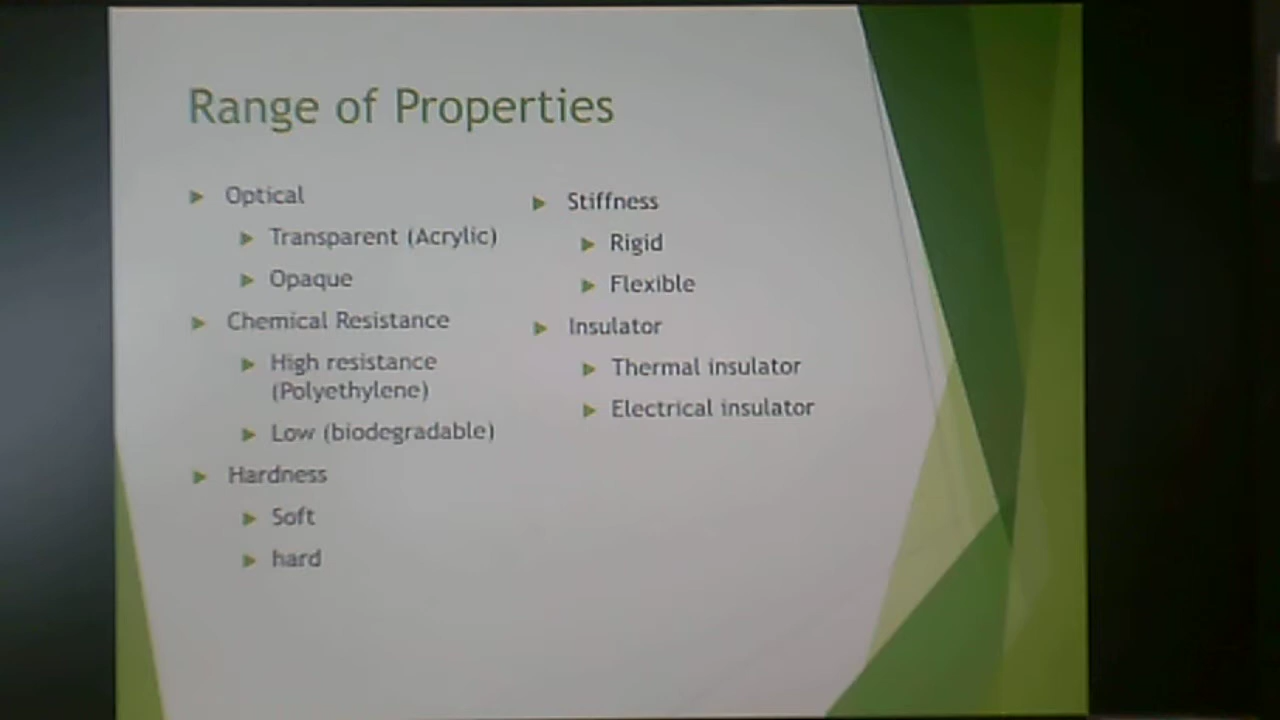 Range of Properties
Optical
Transparent (Acrylic)
Opaque
Chemical Resistance
High resistance
(Polyethylene)
Low (biodegradable)
Hardness
Soft
hard
Stiffness
Rigid
Flexible
Insulator
Thermal insulator
Electrical insulator